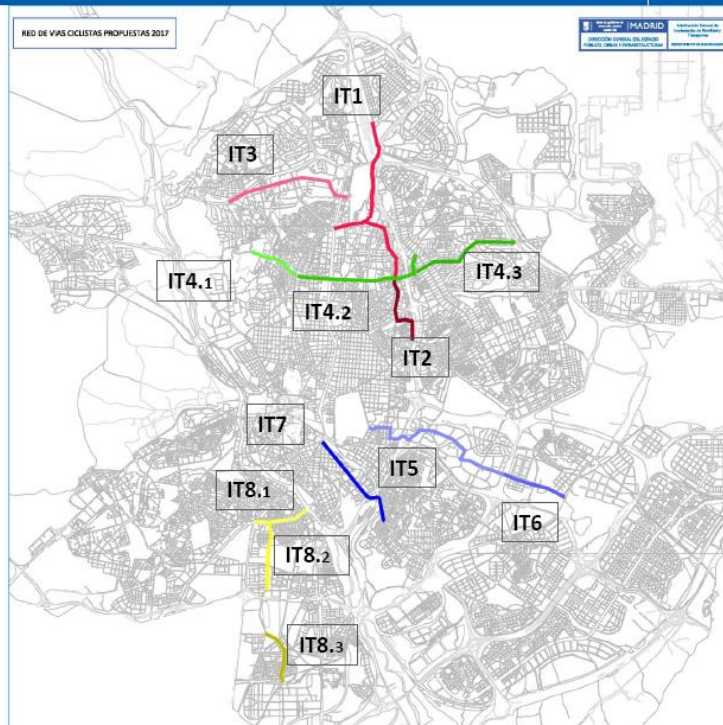 RED DE VIAS CICLISTAS PROPUESTAS 2017
MADRID
DIRECCIÓN GENERAL DEL ESPACIO
PÚBLICO, OBRAS E INFRAESTRUCTURAS
IT1
IT3
IT4.1
IT4.3
IT4.2
IT2
IT7
IT5
IT8.1
IT6
IT8.2
IT8.3